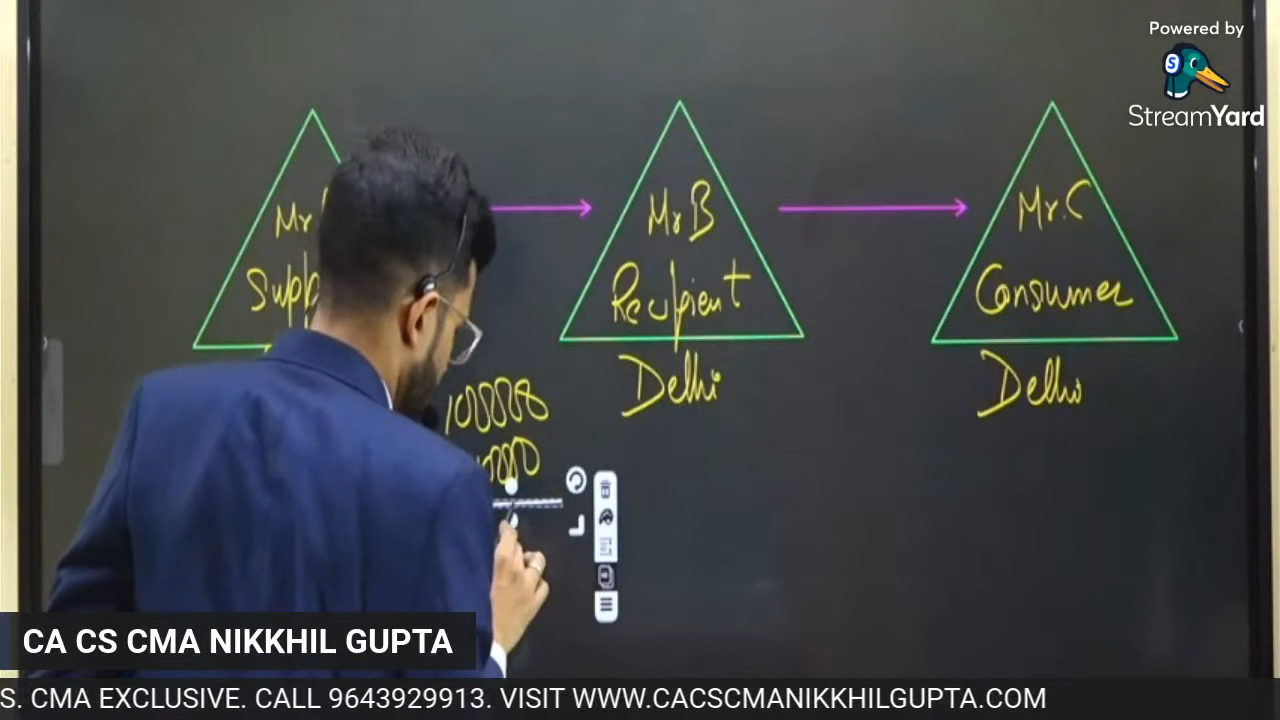 Powered by
StreamYard
Mr
Supp
Mr B
Recipient
Delhi
Mr. C
Consumer
Delhi
100000
CA CS CMA NIKKHIL GUPTA
S. CMA EXCLUSIVE. CALL 9643929913. VISIT WWW.CACSCMANIKKHILGUPTA.COM